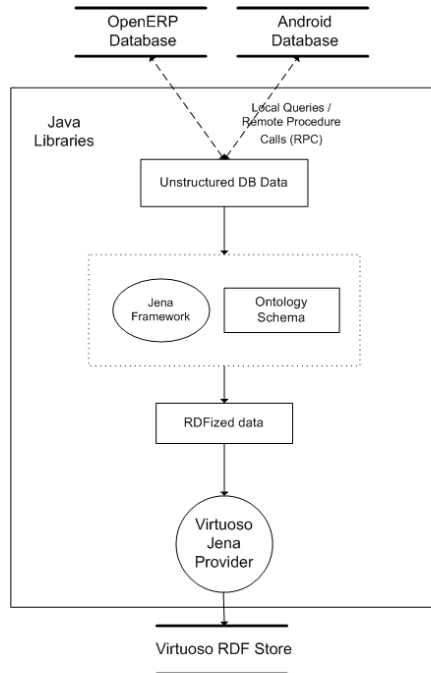 OpenERP
Database
Android
Database
Java
Libraries
Local Queries /
Remote Procedure
Calls (RPC)
Unstructured DB Data
Jena
Framework
Ontology
Schema
RDFized data
Virtuoso
Jena
Provider
Virtuoso RDF Store